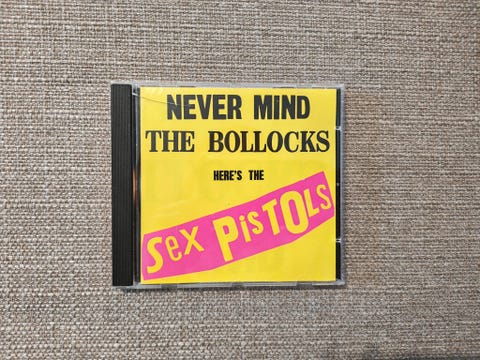 NEVER MIND
THE BOLLOCKS
HERE'S THE
Sex PisTOLs